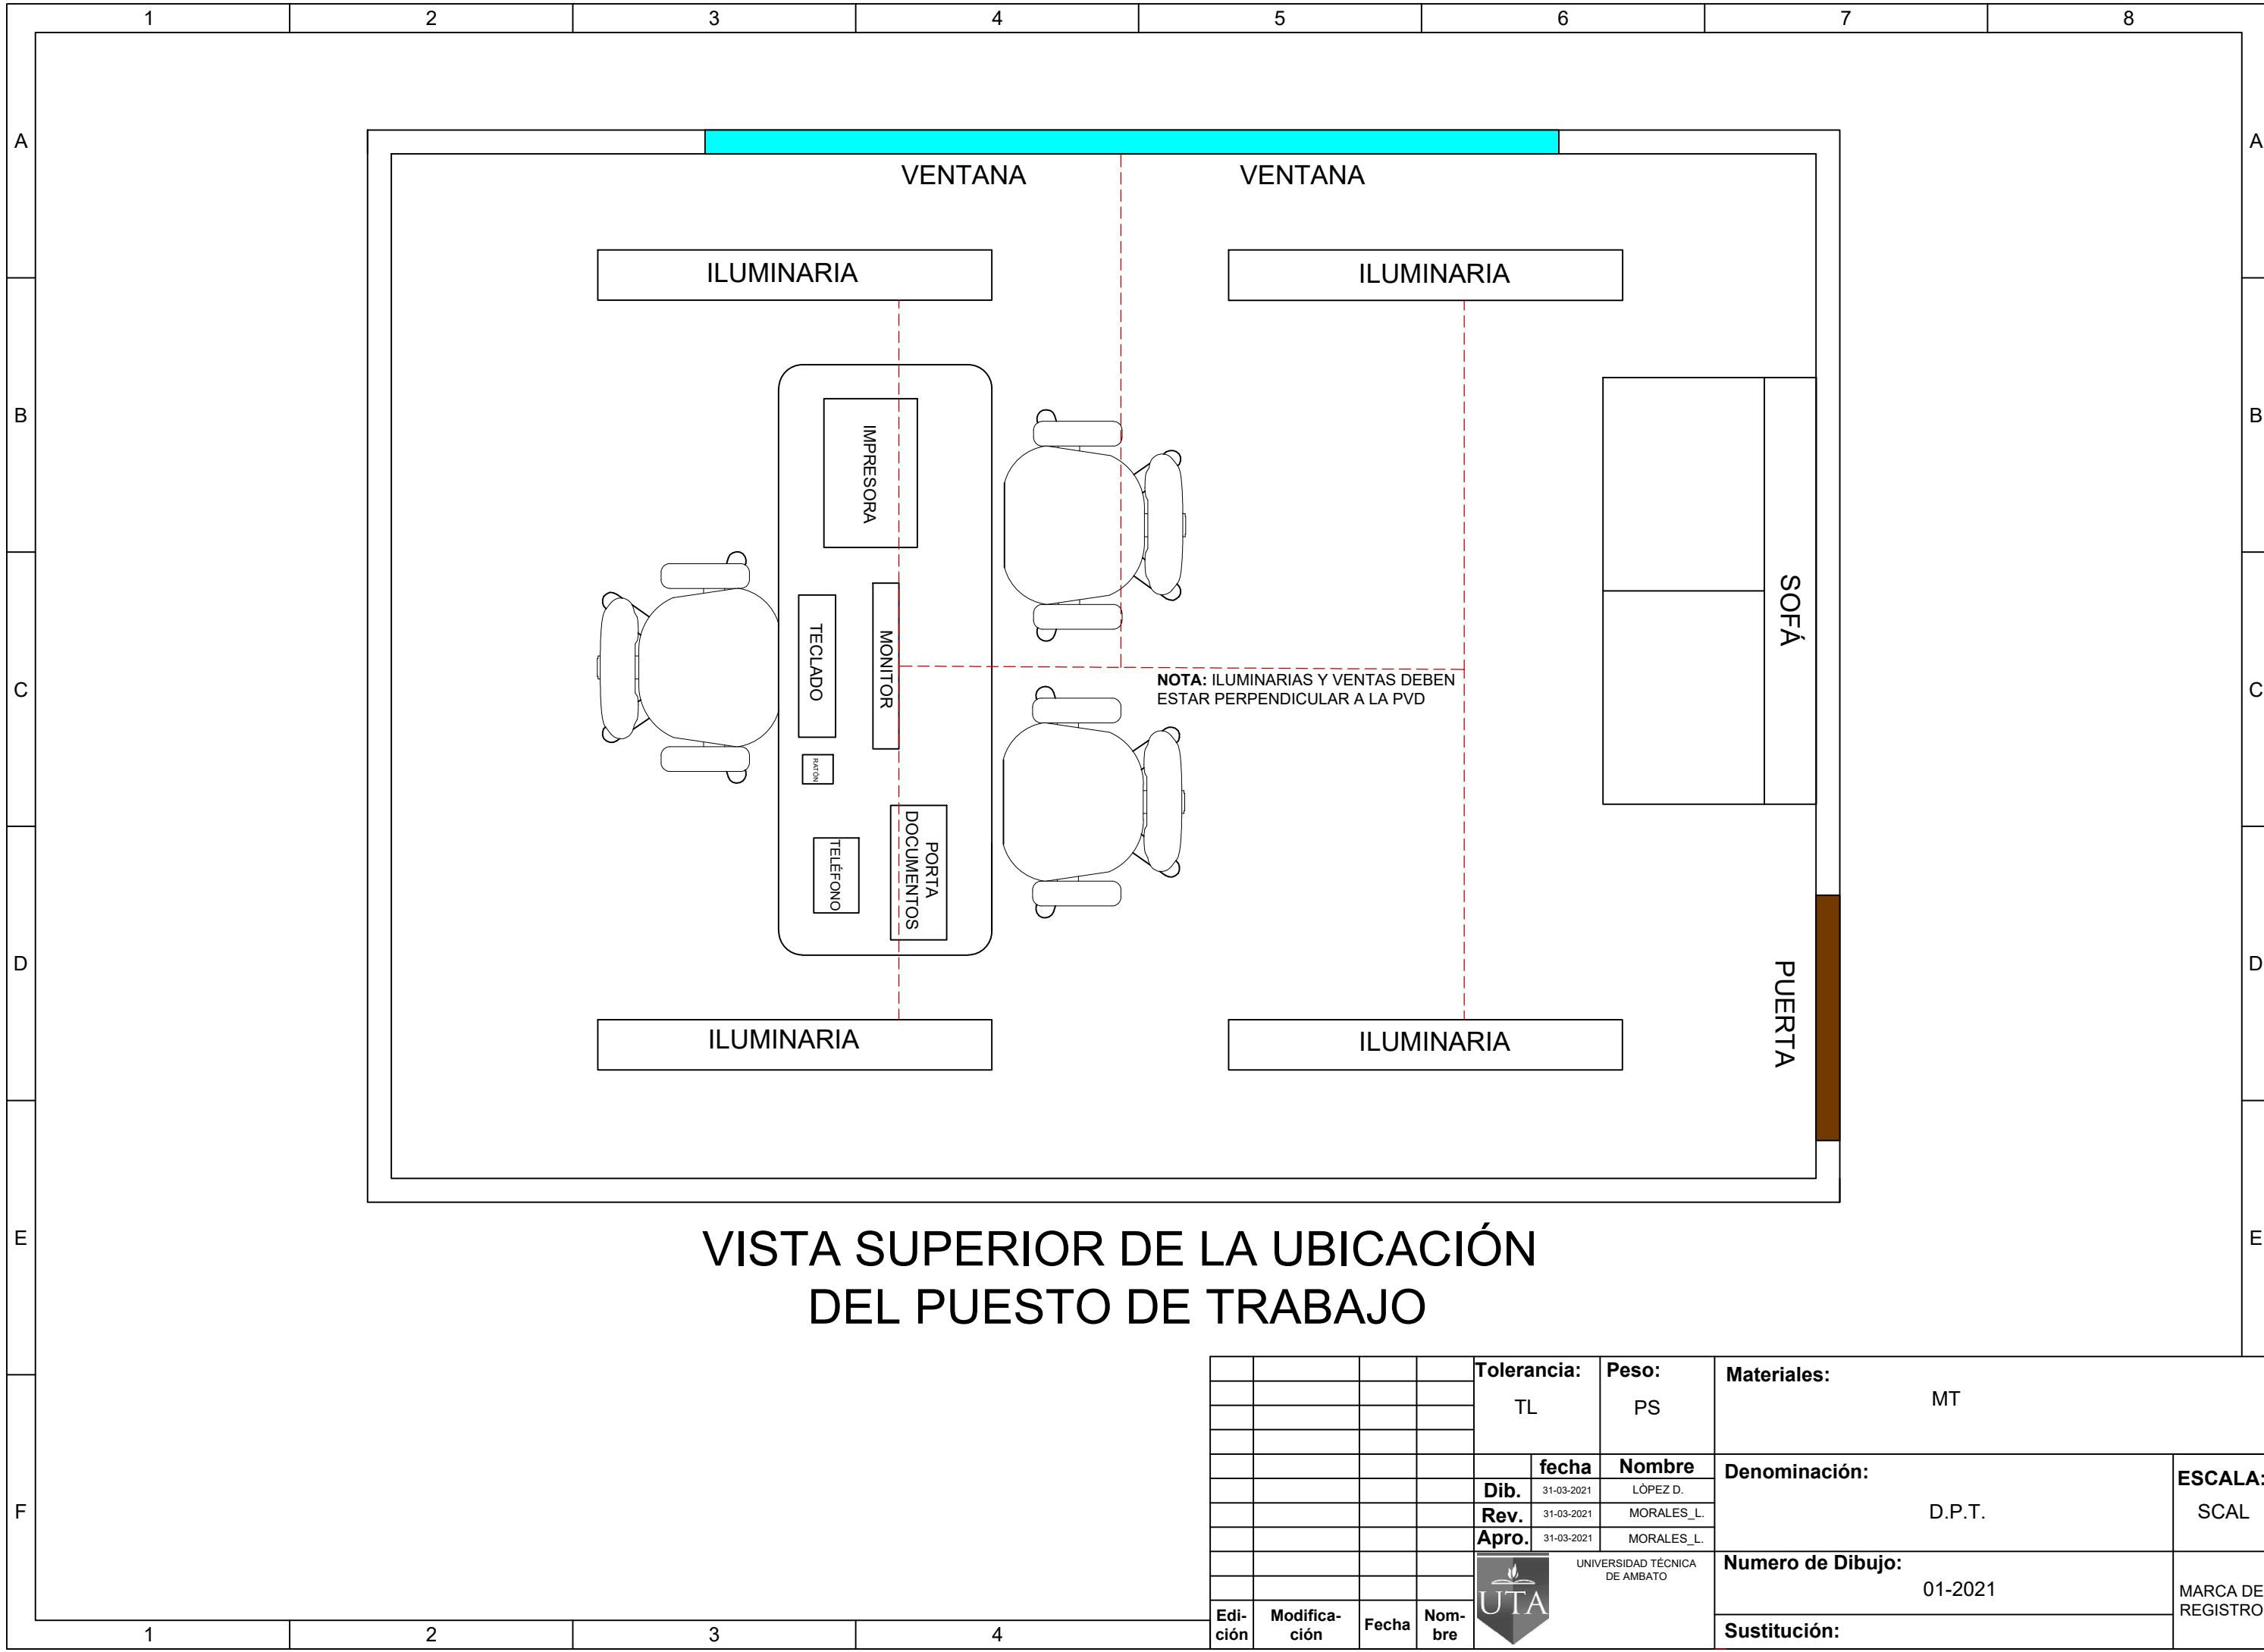 1 2 3 4 5 6 7 8
A A
VENTANA VENTANA
ILUMINARIA ILUMINARIA
B B
IMPRESORA
SOFÁ
TECLADO
MONITOR
C C
NOTA: ILUMINARIAS Y VENTAS DEBEN
ESTAR PERPENDICULAR A LA PVD
RATÓN
PORTA
DOCUMENTOS
TELÉFONO
D D
PUERTA
ILUMINARIA ILUMINARIA
E E
VISTA SUPERIOR DE LA UBICACIÓN
DEL PUESTO DE TRABAJO
F
Tolerancia: Peso: Materiales:
TL PS MT
fecha Nombre Denominación: ESCALA:
Dib. 31-03-2021 LÓPEZ D.
Rev. 31-03-2021 MORALES_L. D.P.T. SCAL
Apro. 31-03-2021 MORALES_L.
UTA
UNIVERSIDAD TÉCNICA
DE AMBATO
Numero de Dibujo:
01-2021
MARCA DE
REGISTRO
Edi-
ción
Modifica-
ción
Fecha
Nom-
bre
Sustitución:
1 2 3 4